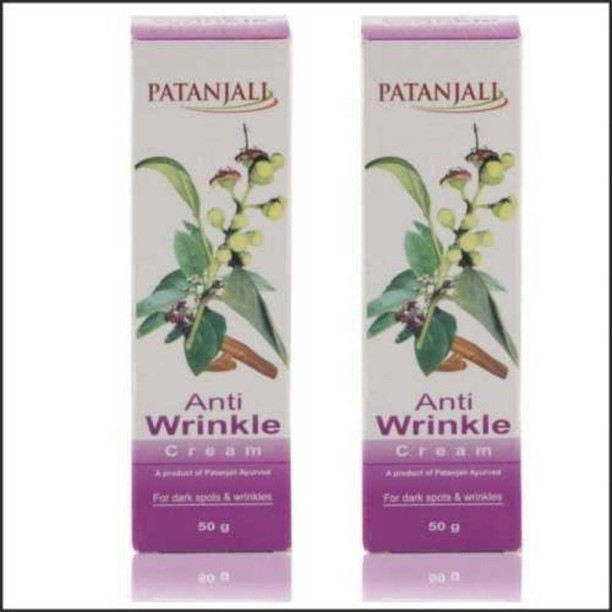 PATANJALI
Anti
Wrinkle
Cream
A product of Patanjali Ayurved
For dark spots & wrinkles
50 g
PATANJALI
Anti
Wrinkle
Cream
A product of Patanjali Ayurved
For dark spots & wrinkles
50 g